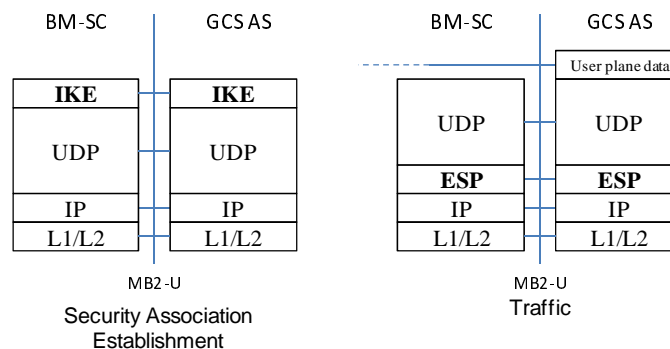 BM-SC
GCS AS
IKE
IKE
UDP
UDP
IP
IP
L1/L2
L1/L2
MB2-U
Security Association
Establishment
BM-SC
GCS AS
User plane data
UDP
UDP
ESP
ESP
IP
IP
L1/L2
L1/L2
MB2-U
Traffic